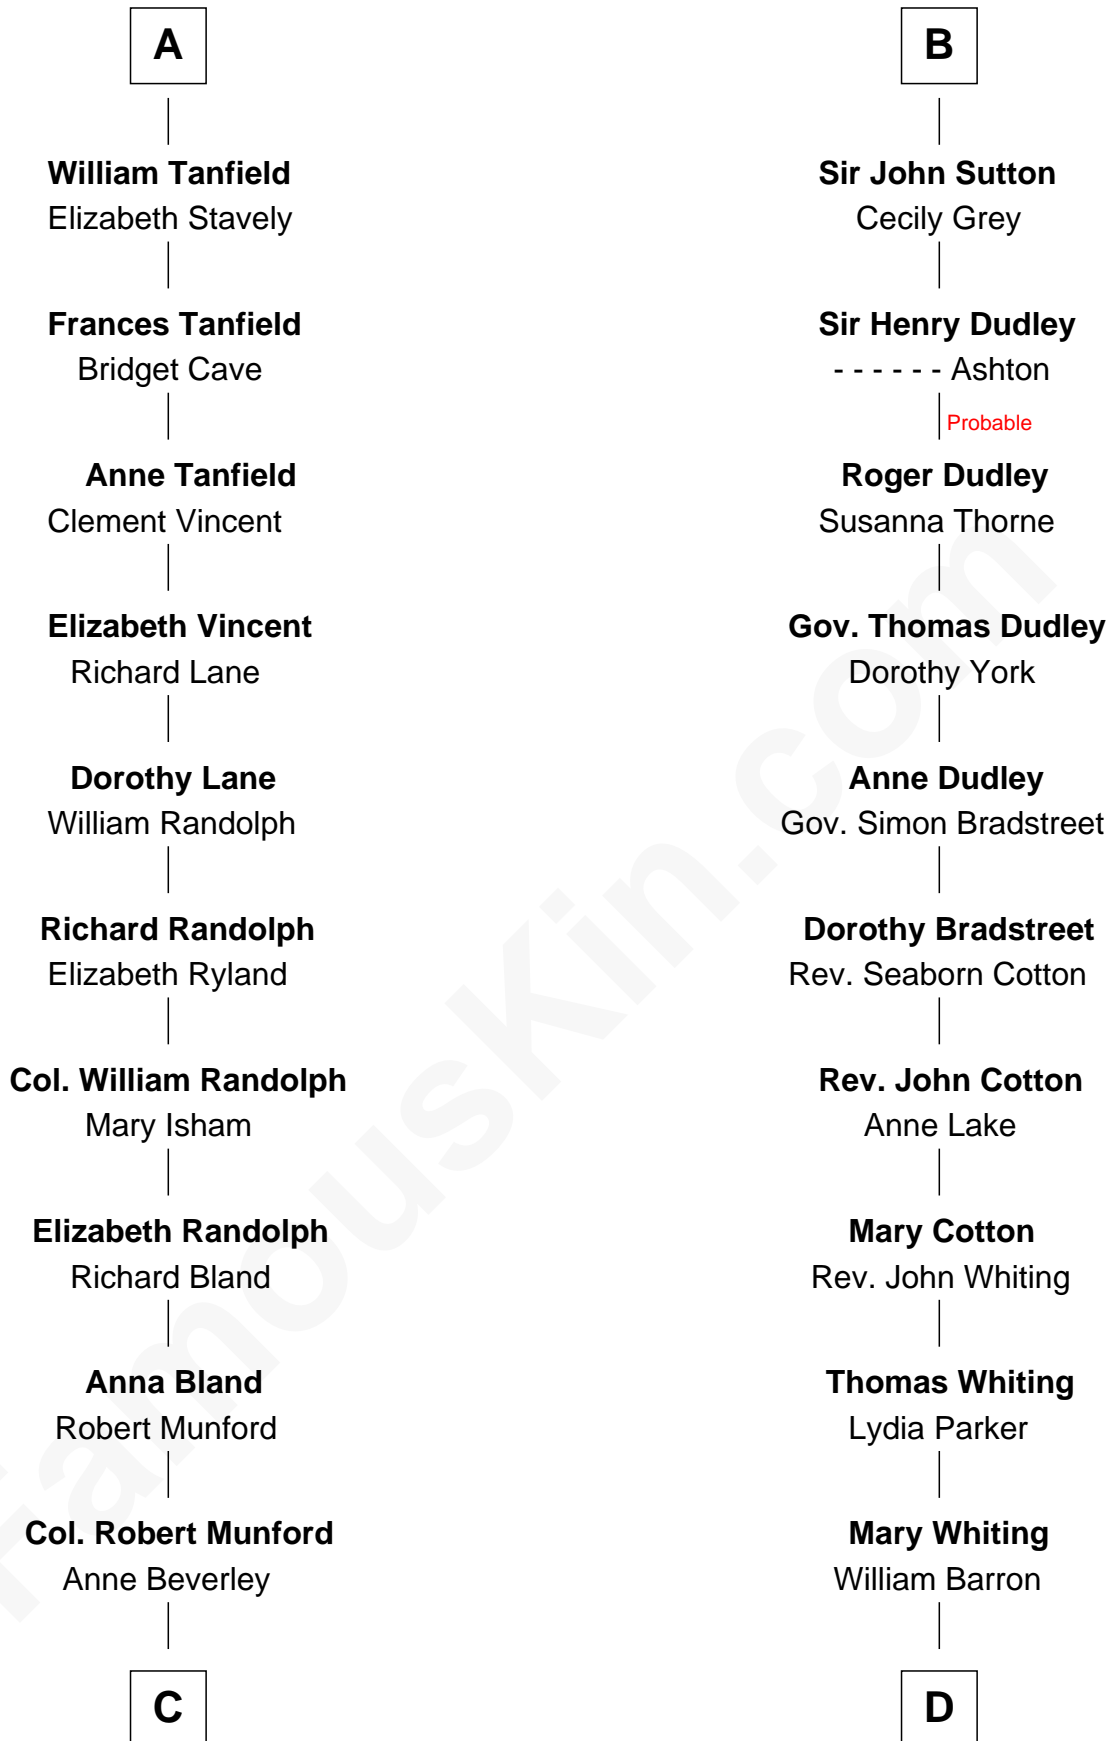 A
William Tanfield
Elizabeth Stavely
Frances Tanfield
Bridget Cave
Anne Tanfield
Clement Vincent
Elizabeth Vincent
Richard Lane
Dorothy Lane
William Randolph
Richard Randolph
Elizabeth Ryland
Col. William Randolph
Mary Isham
Elizabeth Randolph
Richard Bland
Anna Bland
Robert Munford
Col. Robert Munford
Anne Beverley
C
B
Sir John Sutton
Cecily Grey
Sir Henry Dudley
- - - - - - Ashton
Probable
Roger Dudley
Susanna Thorne
Gov. Thomas Dudley
Dorothy York
Anne Dudley
Gov. Simon Bradstreet
Dorothy Bradstreet
Rev. Seaborn Cotton
Rev. John Cotton
Anne Lake
Mary Cotton
Rev. John Whiting
Thomas Whiting
Lydia Parker
Mary Whiting
William Barron
D
FamousKin.com